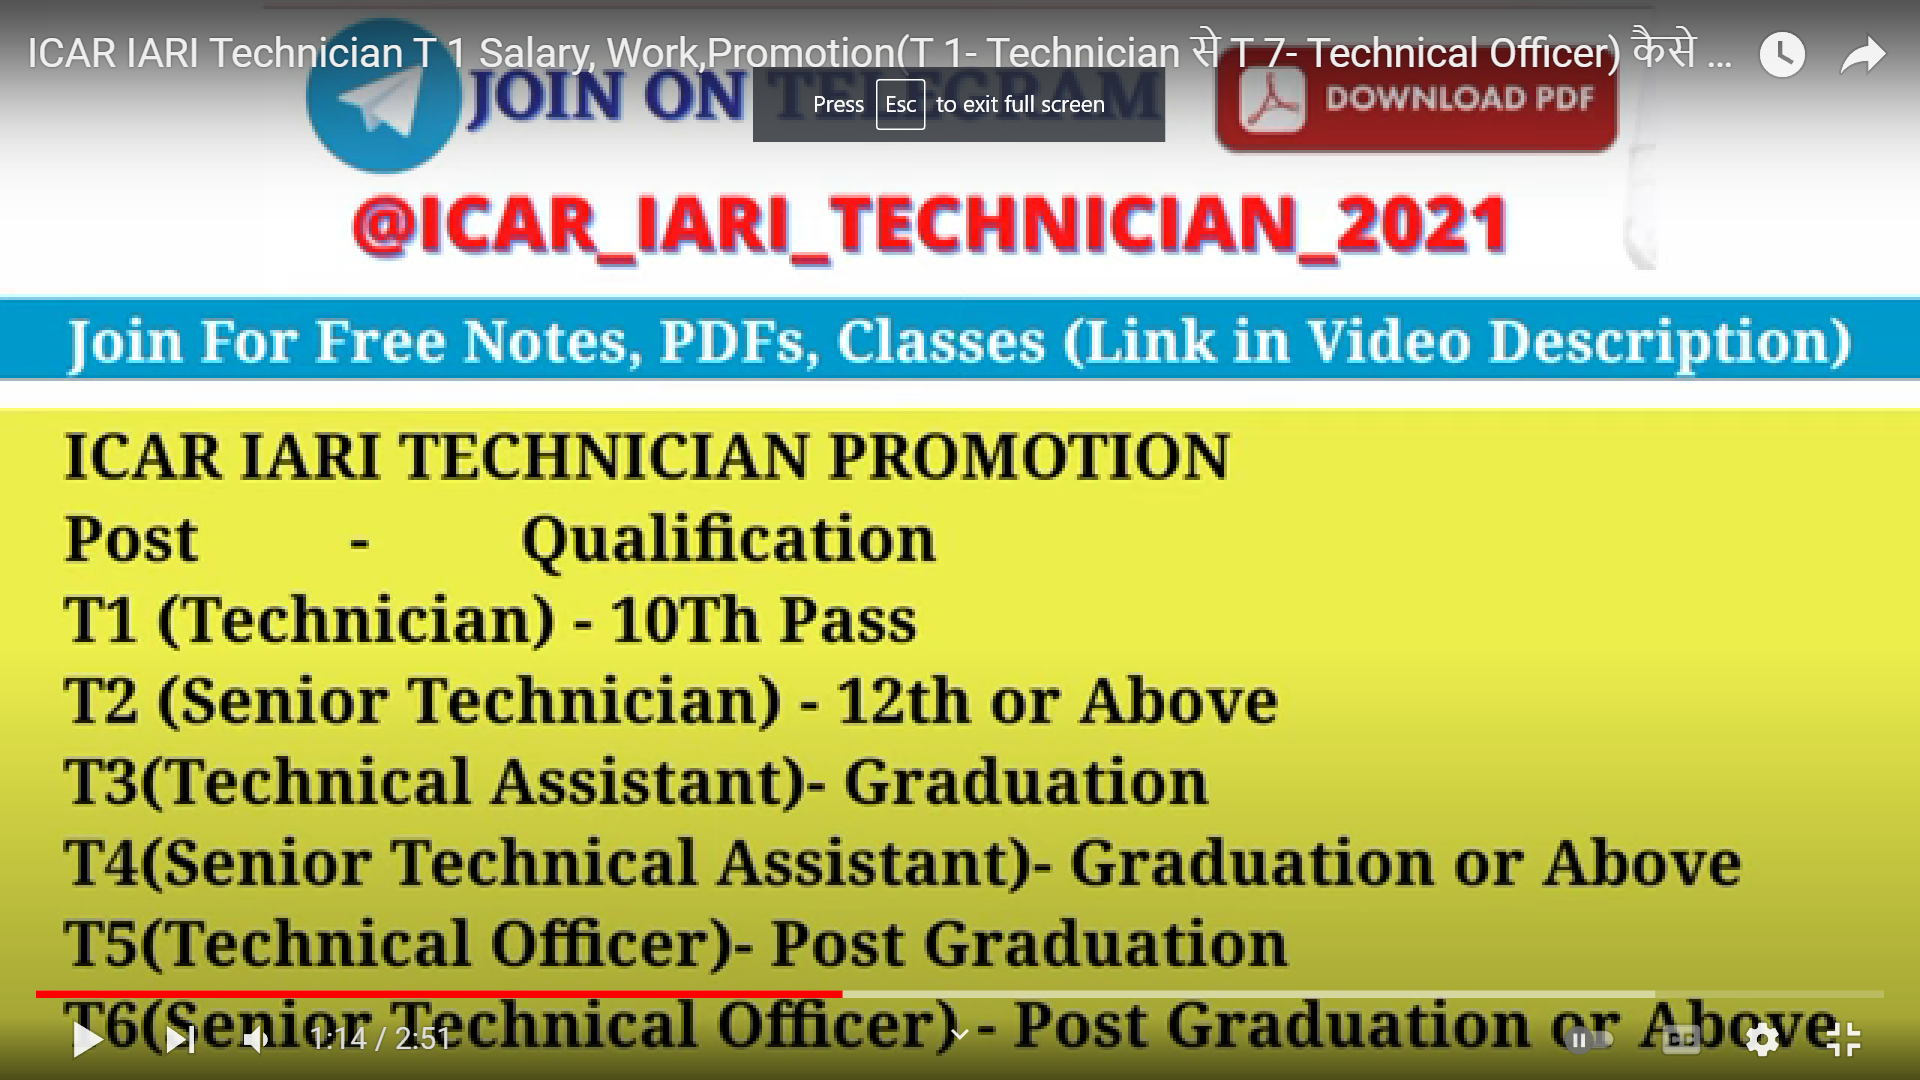 ICAR IARI Technician T 1 Salary, Work,Promotion(T 1- Technician से T 7- Technical Officer) कैसे ...
JOIN ON TELEGRAM
DOWNLOAD PDF
Press Esc to exit full screen
@ICAR_IARI_TECHNICIAN_2021
Join For Free Notes, PDFs, Classes (Link in Video Description)
ICAR IARI TECHNICIAN PROMOTION
Post - Qualification
T1 (Technician) - 10Th Pass
T2 (Senior Technician) - 12th or Above
T3(Technical Assistant)- Graduation
T4(Senior Technical Assistant)- Graduation or Above
T5(Technical Officer)- Post Graduation
T6(Senior Technical Officer) - Post Graduation or Above
1:14 / 2:51
CC